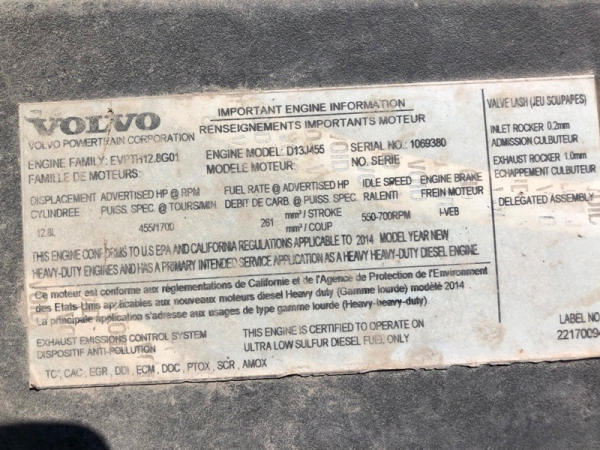 VOLVO
VOLVO POWERTRAIN CORPORATION
IMPORTANT ENGINE INFORMATION
RENSEIGNEMENTS IMPORTANTS MOTEUR
ENGINE FAMILY: EVPTH12.8G01
FAMILLE DE MOTEURS:
ENGINE MODEL: D13J455
MODELE MOTEUR:
SERIAL NO.: 1069380
NO. SERIE
DISPLACEMENT
CYLINDREE
12.8L
ADVERTISED HP @ RPM
PUISS. SPEC @ TOURS/MIN
455/1700
FUEL RATE @ ADVERTISED HP
DEBIT DE CARB. @ PUISS. SPEC
261 mm³ / STROKE
mm³ / COUP
IDLE SPEED
RALENTI
550-700RPM
ENGINE BRAKE
FREIN MOTEUR
I-VEB
THIS ENGINE CONFORMS TO U.S EPA AND CALIFORNIA REGULATIONS APPLICABLE TO 2014 MODEL YEAR NEW
HEAVY-DUTY ENGINES AND HAS A PRIMARY INTENDED SERVICE APPLICATION AS A HEAVY HEAVY-DUTY DIESEL ENGINE.
Ce moteur est conforme aux réglementations de Californie et de l'Agence de Protection de l'Environment
des Etats-Unis applicables aux nouveaux moteurs diesel Heavy duty (Gamme lourde) modèle 2014
La principale application s'adresse aux usages de type gamme lourde (Heavy-heavy-duty)
EXHAUST EMISSIONS CONTROL SYSTEM
DISPOSITIF ANTI-POLLUTION
THIS ENGINE IS CERTIFIED TO OPERATE ON
ULTRA LOW SULFUR DIESEL FUEL ONLY
TC, CAC, EGR, DDI, ECM, DOC, PTOX, SCR, AMOX
VALVE LASH (JEU SOUPAPES)
INLET ROCKER 0.2mm
ADMISSION CULBUTEUR
EXHAUST ROCKER 1.0mm
ECHAPPEMENT CULBUTEUR
DELEGATED ASSEMBLY
LABEL NO
2217009